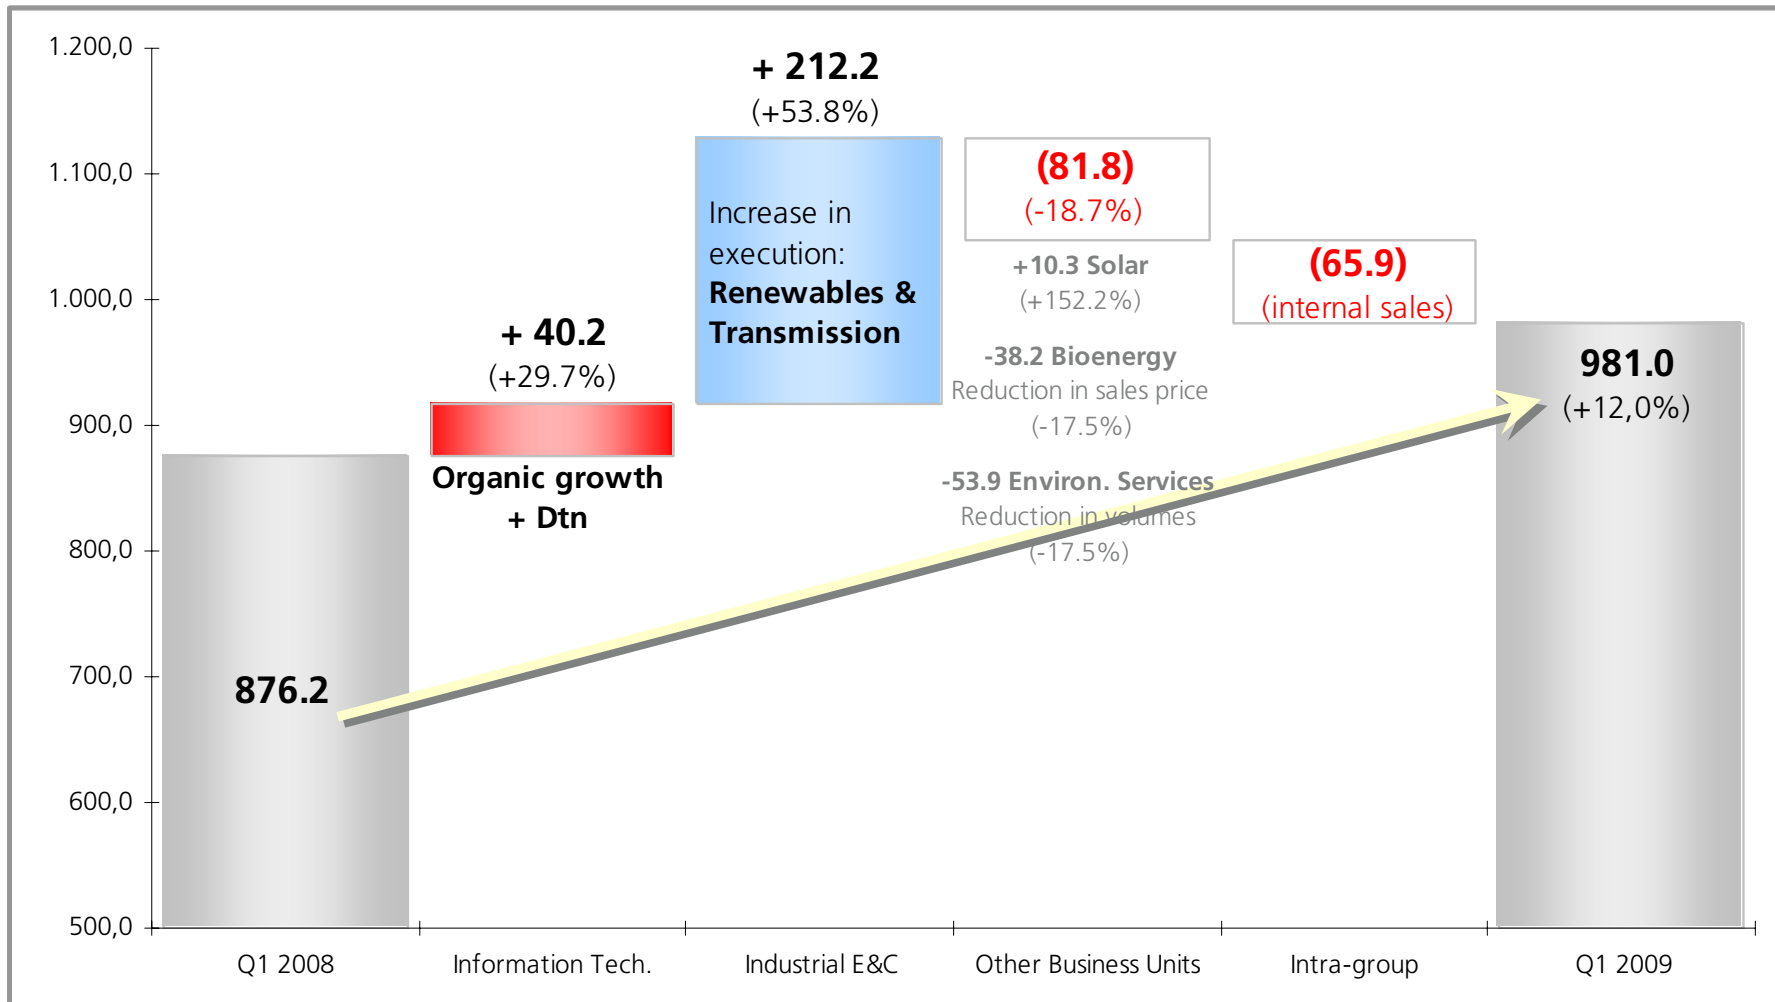 1.200,0
1.100,0
1.000,0
900,0
800,0
700,0
600,0
500,0
876.2
+ 40.2
(+29.7%)
Organic growth
+ Dtn
+ 212.2
(+53.8%)
Increase in
execution:
Renewables &
Transmission
(81.8)
(-18.7%)
+10.3 Solar
(+152.2%)
-38.2 Bioenergy
Reduction in sales price
(-17.5%)
-53.9 Environ. Services
Reduction in volumes
(-17.5%)
(65.9)
(internal sales)
981.0
(+12,0%)
Q1 2008
Information Tech.
Industrial E&C
Other Business Units
Intra-group
Q1 2009